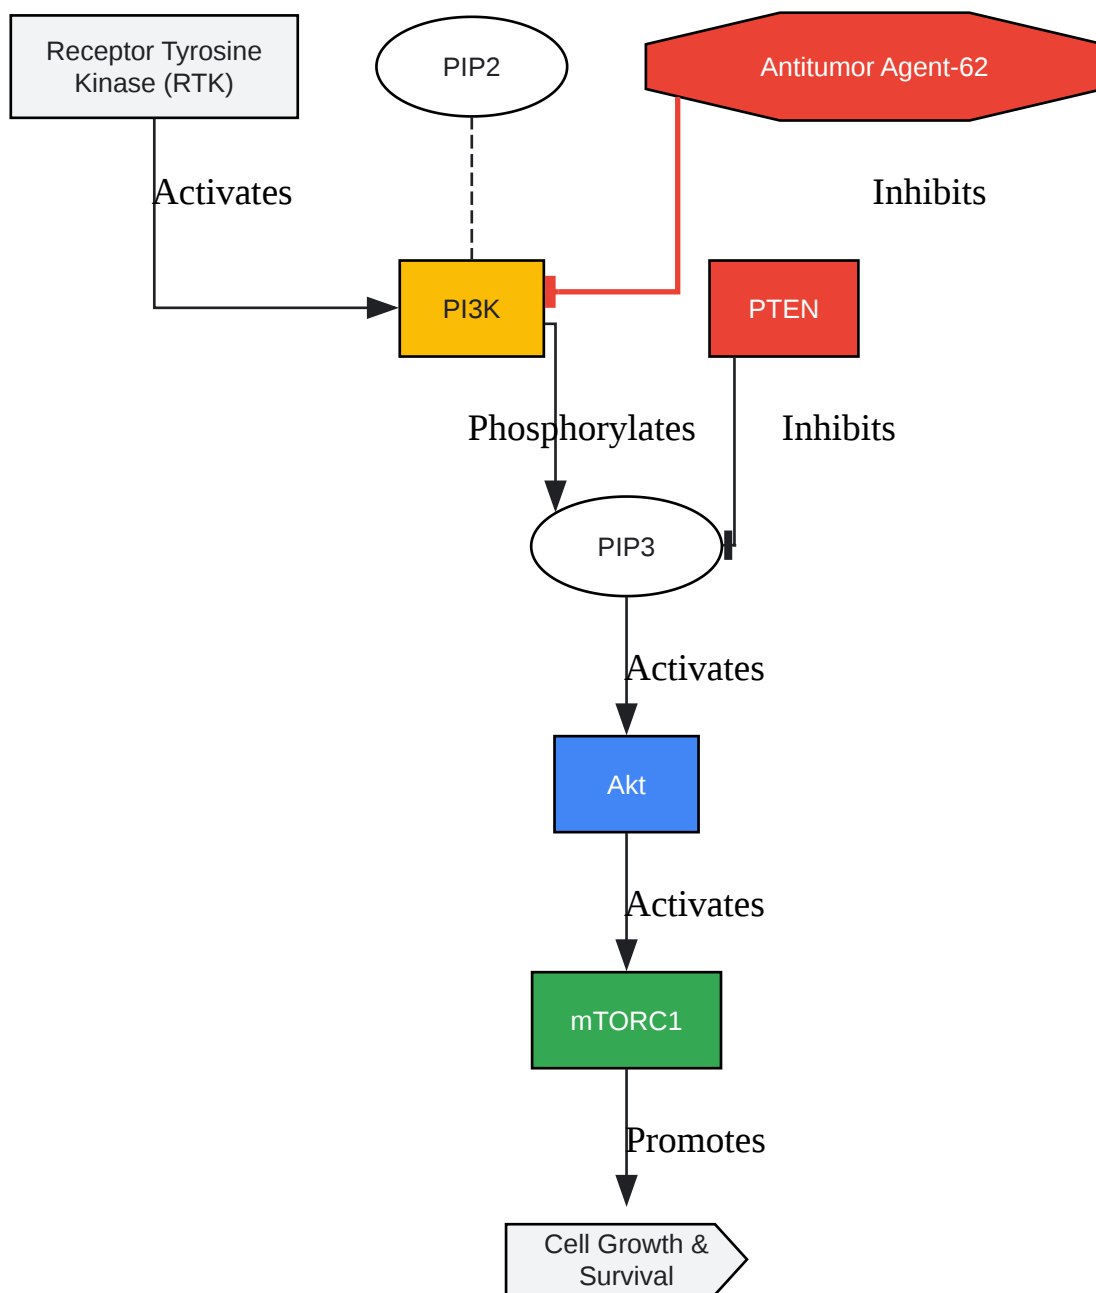 Receptor Tyrosine
Kinase (RTK)
PIP2
Antitumor Agent-62
Activates
Inhibits
PI3K
PTEN
Phosphorylates
Inhibits
PIP3
Activates
Akt
Activates
mTORC1
Promotes
Cell Growth &
Survival